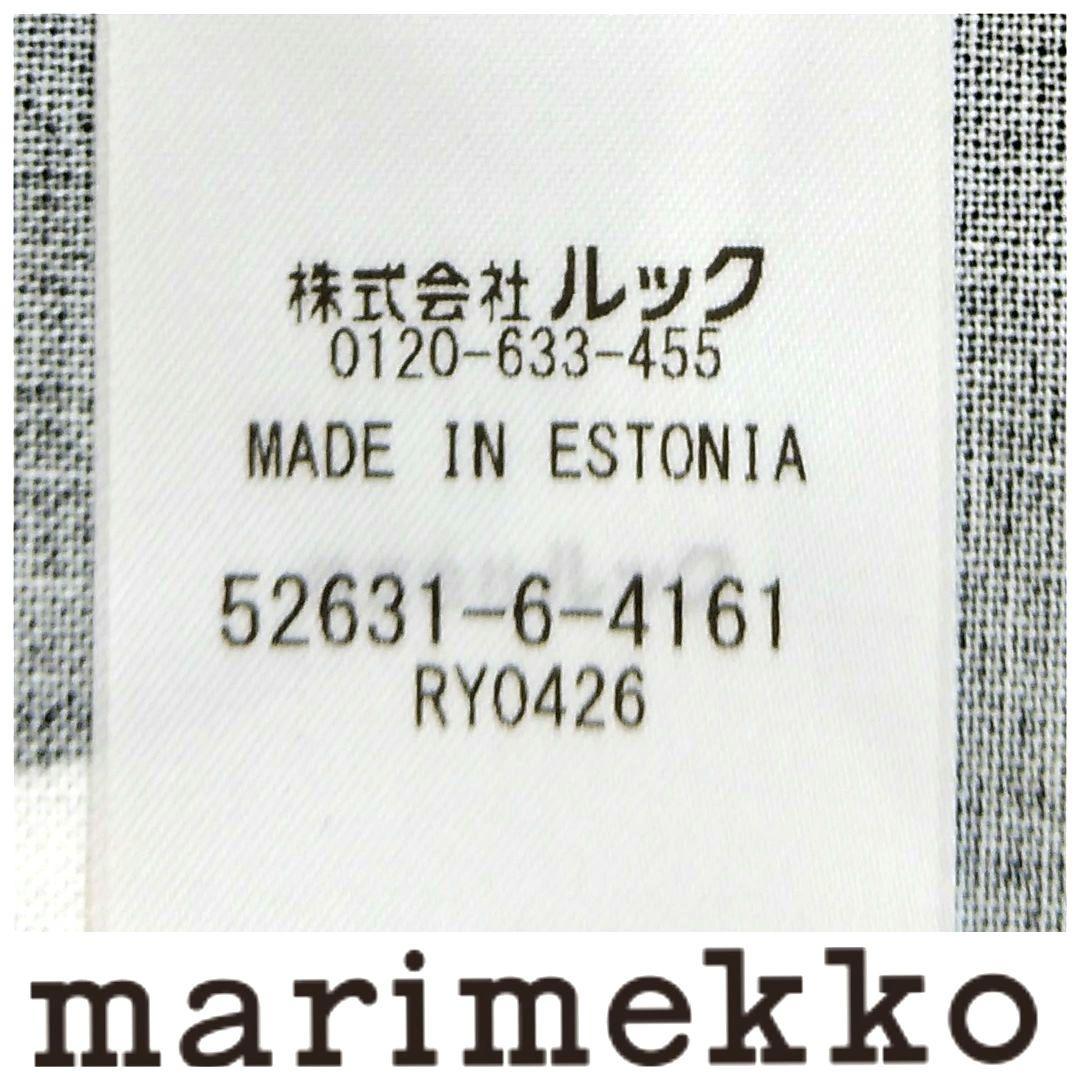 株式会社 ルック
0120-633-455
MADE IN ESTONIA
52631-6-4161
RY0426
marimekko